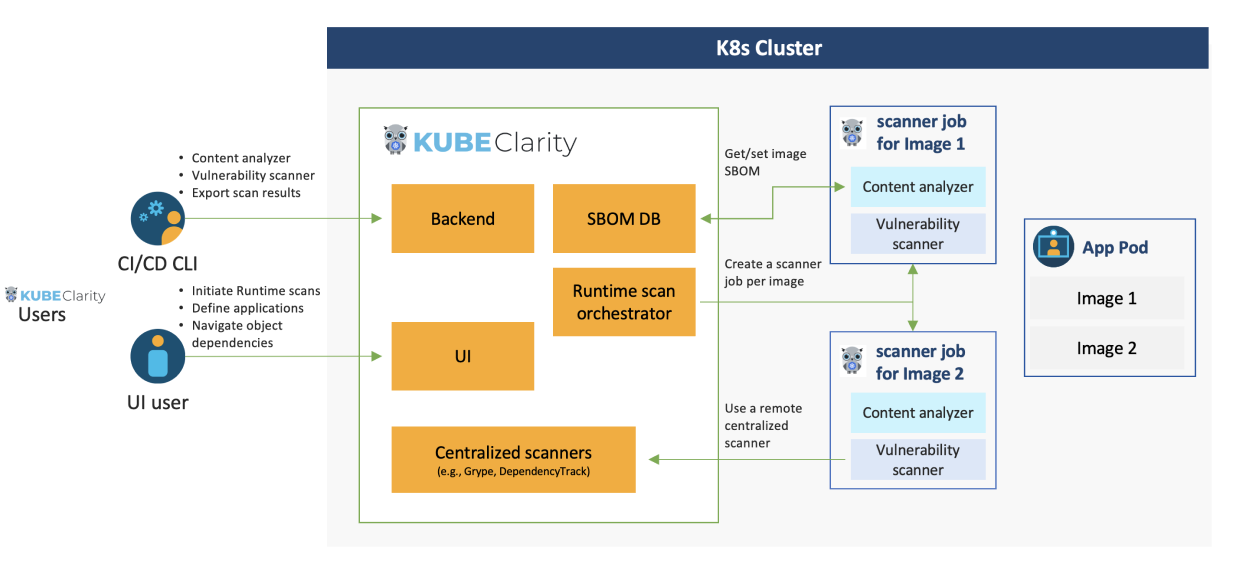 K8s Cluster
KUBEClarity
• Content analyzer
• Vulnerability scanner
• Export scan results
CI/CD CLI
KUBEClarity
Users
• Initiate Runtime scans
• Define applications
• Navigate object
dependencies
UI user
Backend
SBOM DB
Runtime scan
orchestrator
UI
Centralized scanners
(e.g., Grype, DependencyTrack)
Get/set image
SBOM
Create a scanner
job per image
Use a remote
centralized
scanner
scanner job
for Image 1
Content analyzer
Vulnerability
scanner
scanner job
for Image 2
Content analyzer
Vulnerability
scanner
App Pod
Image 1
Image 2